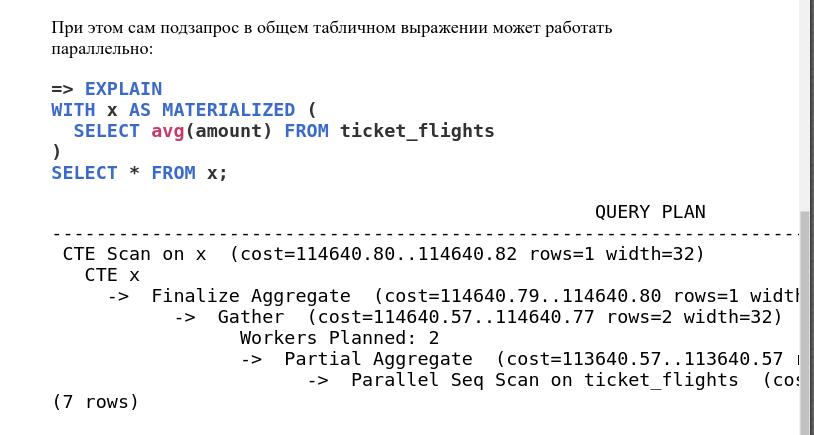 При этом сам подзапрос в общем табличном выражении может работать
параллельно:
=> EXPLAIN
WITH x AS MATERIALIZED (
  SELECT avg(amount) FROM ticket_flights
)
SELECT * FROM x;
QUERY PLAN
--------------------------------------------------------------------
 CTE Scan on x  (cost=114640.80..114640.82 rows=1 width=32)
   CTE x
     ->  Finalize Aggregate  (cost=114640.79..114640.80 rows=1 width
           ->  Gather  (cost=114640.57..114640.77 rows=2 width=32)
                 Workers Planned: 2
                 ->  Partial Aggregate  (cost=113640.57..113640.57
                       ->  Parallel Seq Scan on ticket_flights  (cos
(7 rows)